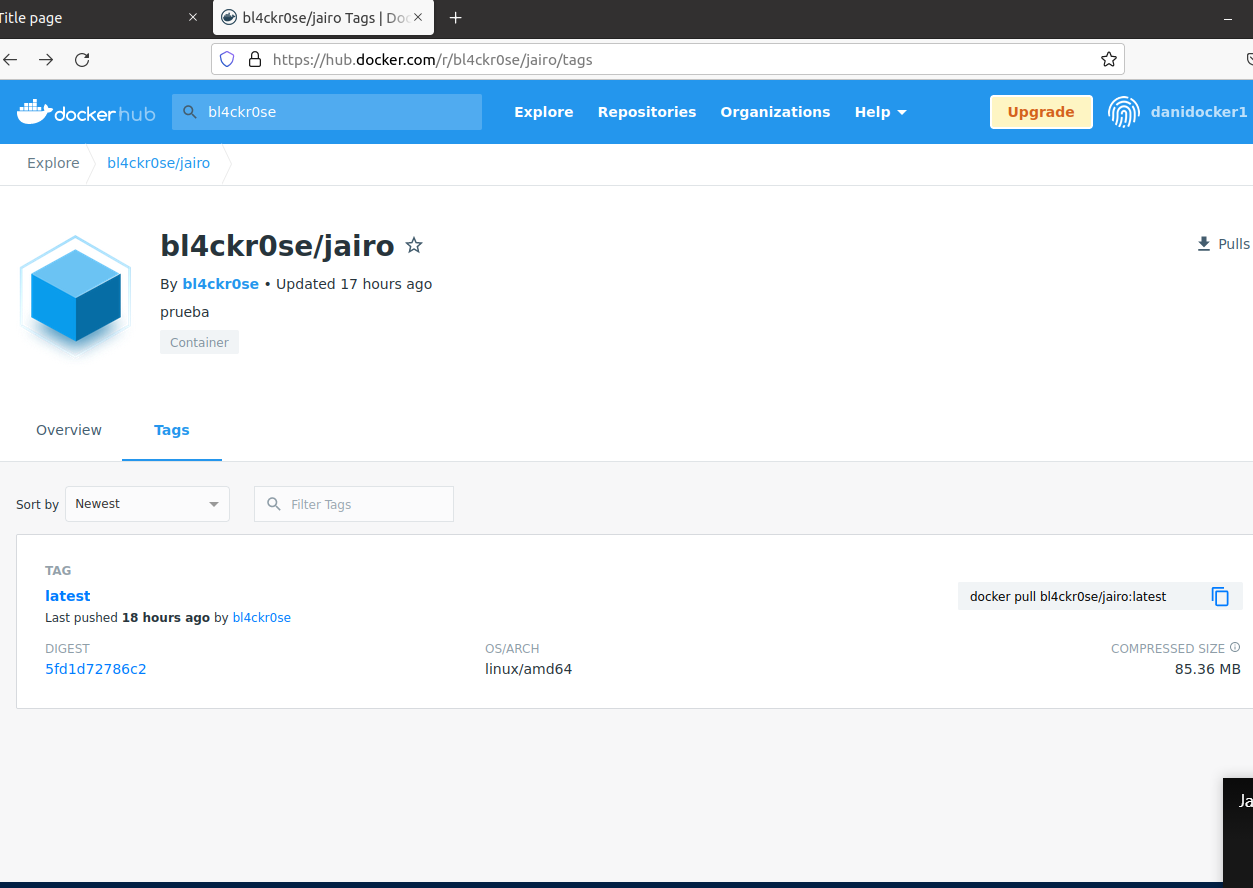 Title page
bl4ckr0se/jairo Tags | Doc
https://hub.docker.com/r/bl4ckr0se/jairo/tags
dockerhub
bl4ckr0se
Explore
Repositories
Organizations
Help
Upgrade
danidocker1
Explore
bl4ckr0se/jairo
bl4ckr0se/jairo
Pulls
By bl4ckr0se • Updated 17 hours ago
prueba
Container
Overview
Tags
Sort by
Newest
Filter Tags
TAG
latest
docker pull bl4ckr0se/jairo:latest
Last pushed 18 hours ago by bl4ckr0se
DIGEST
OS/ARCH
COMPRESSED SIZE
5fd1d72786c2
linux/amd64
85.36 MB
Ja